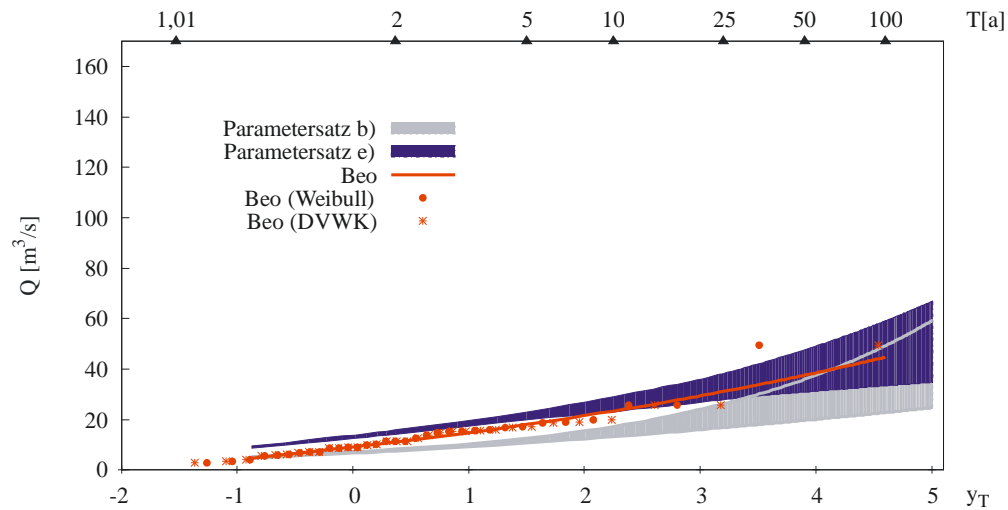 1,01 2 5 10 25 50 100 T[a]
160
140
120
100
80
60
40
20
0
Q [m³/s]
Parametersatz b)
Parametersatz e)
Beo
Beo (Weibull)
Beo (DVWK)
-2 -1 0 1 2 3 4 5 y_T